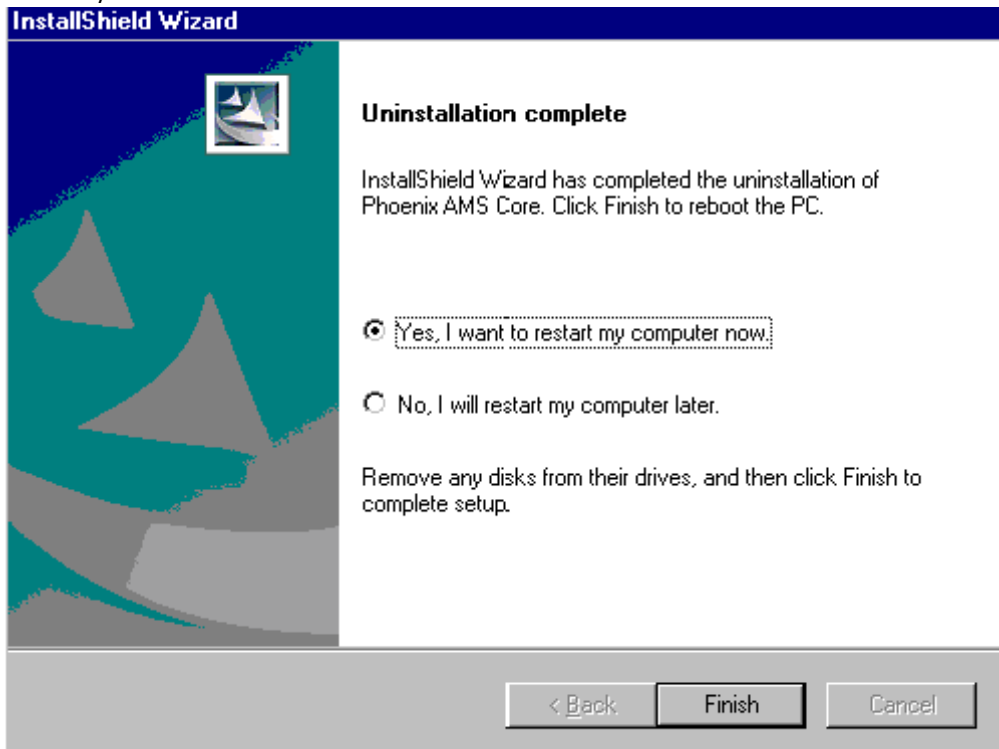 InstallShield Wizard
Uninstallation complete
InstallShield Wizard has completed the uninstallation of
Phoenix AMS Core. Click Finish to reboot the PC.
Yes, I want to restart my computer now.
No, I will restart my computer later.
Remove any disks from their drives, and then click Finish to
complete setup.
< Back Finish Cancel